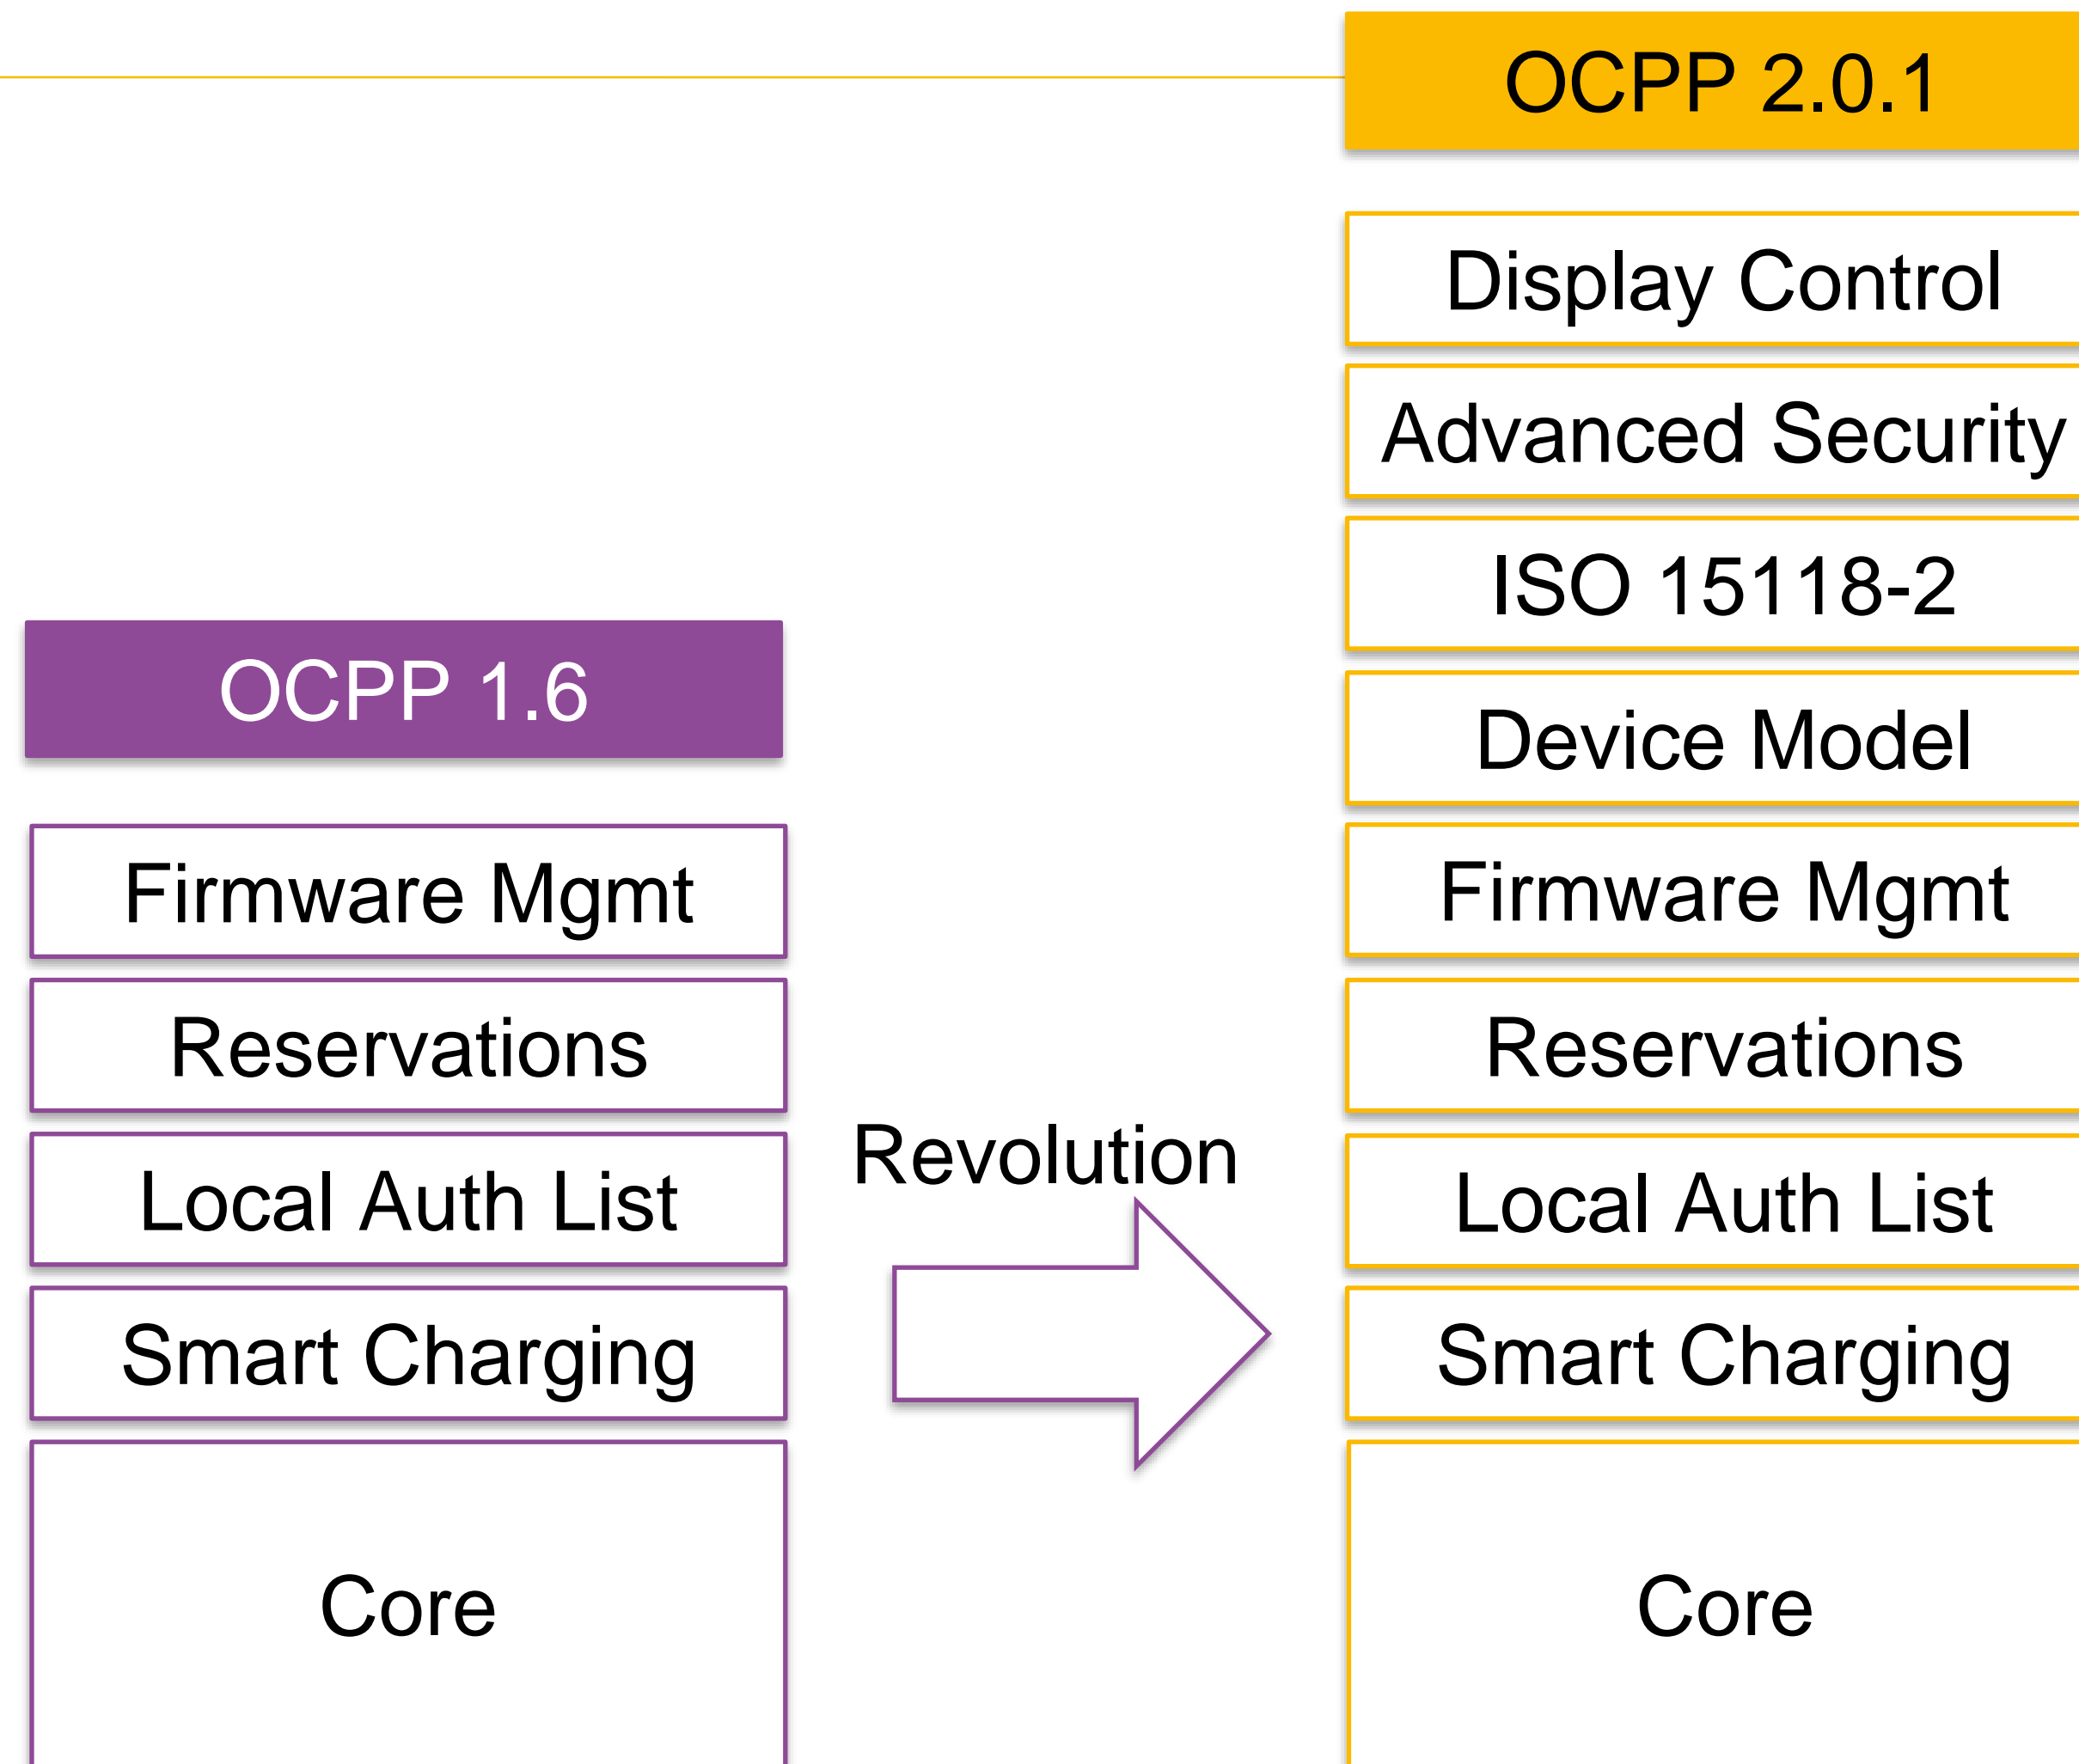 OCPP 1.6
Firmware Mgmt
Reservations
Local Auth List
Smart Charging
Core
Revolution
OCPP 2.0.1
Display Control
Advanced Security
ISO 15118-2
Device Model
Firmware Mgmt
Reservations
Local Auth List
Smart Charging
Core